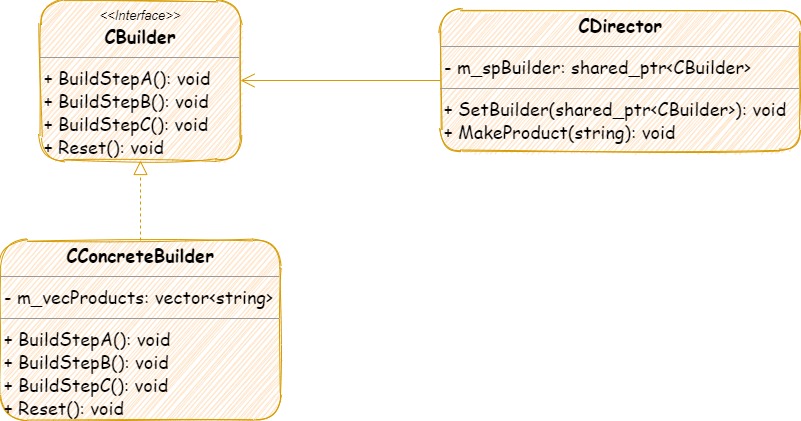 <<Interface>>
CBuilder
+ BuildStepA(): void
+ BuildStepB(): void
+ BuildStepC(): void
+ Reset(): void
CDirector
- m_spBuilder: shared_ptr<CBuilder>
+ SetBuilder(shared_ptr<CBuilder>): void
+ MakeProduct(string): void
CConcreteBuilder
- m_vecProducts: vector<string>
+ BuildStepA(): void
+ BuildStepB(): void
+ BuildStepC(): void
+ Reset(): void